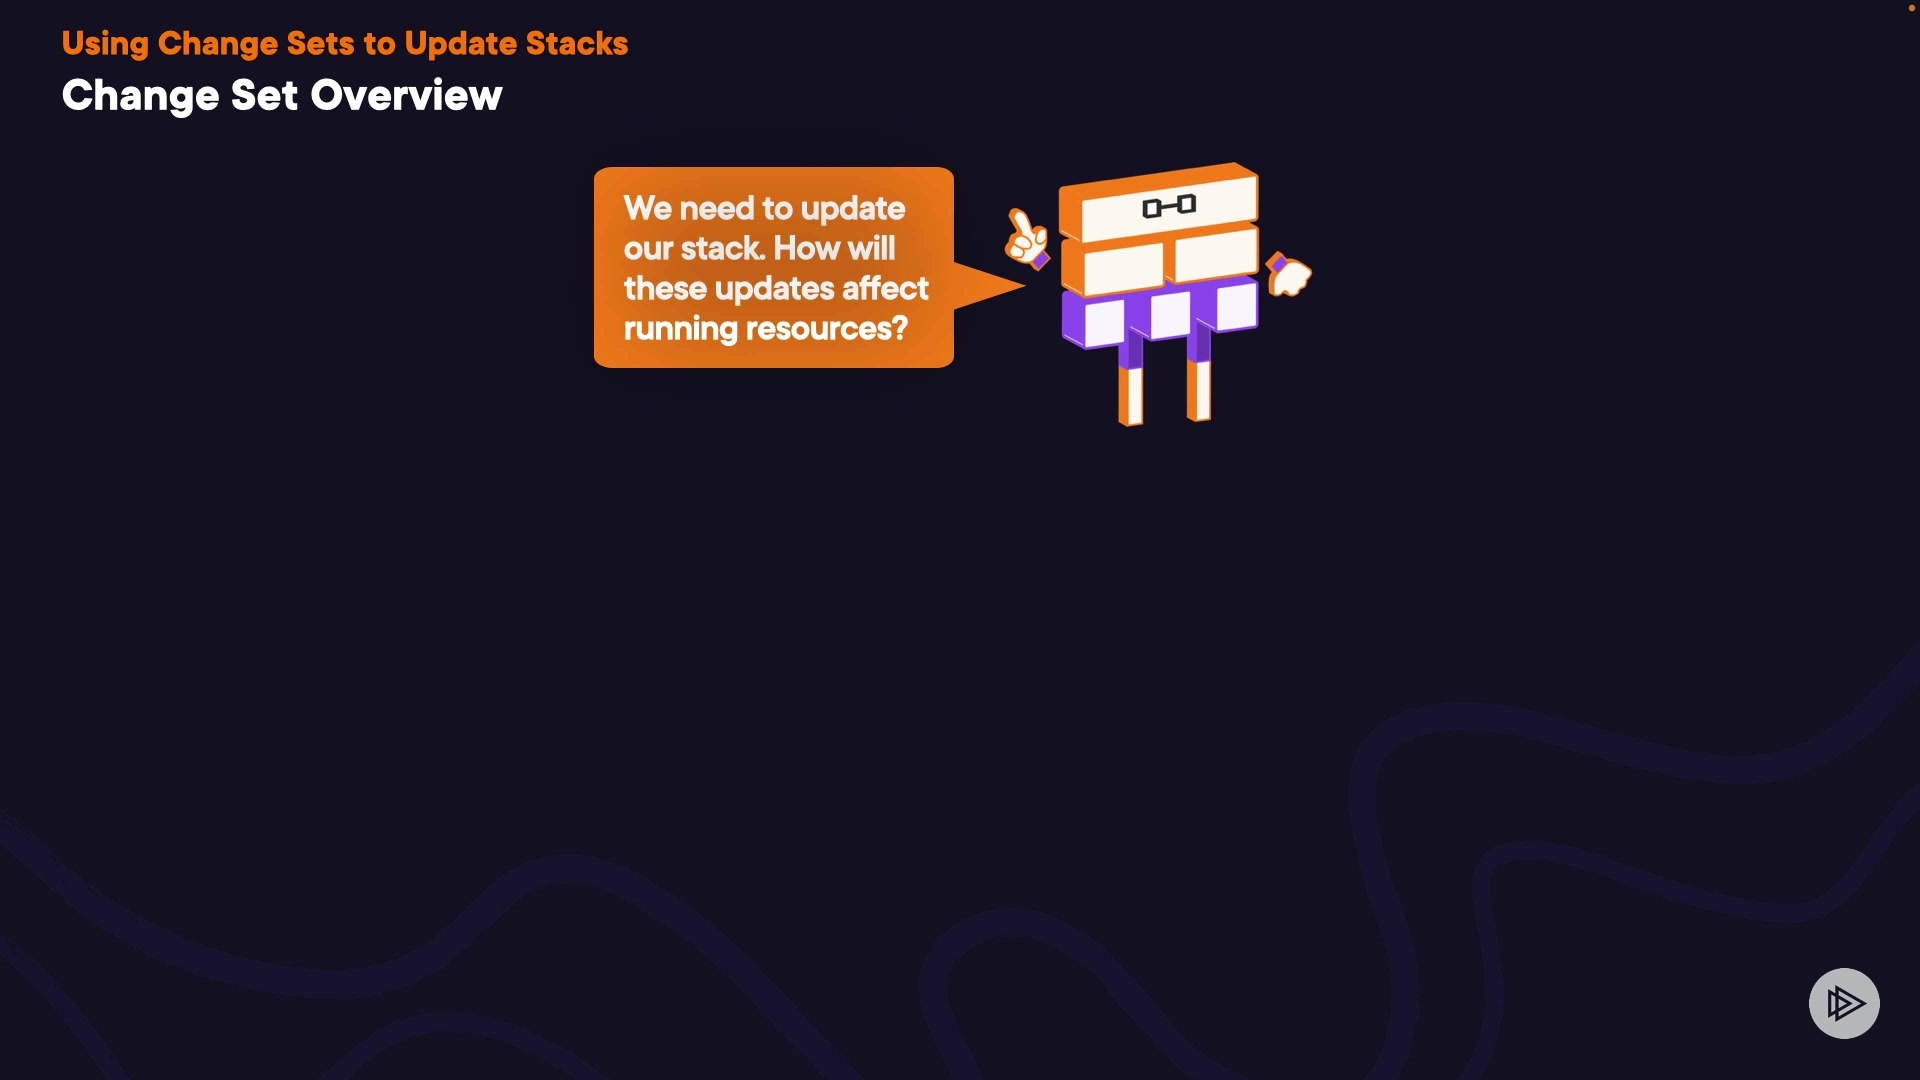 Using Change Sets to Update Stacks
Change Set Overview
We need to update
our stack. How will
these updates affect
running resources?